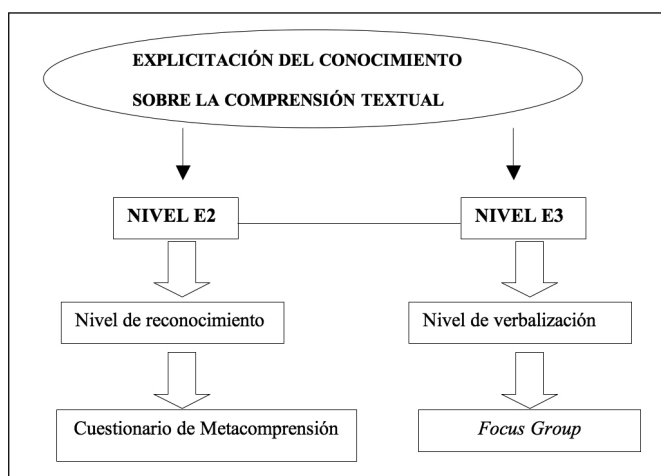 EXPLICITACIÓN DEL CONOCIMIENTO
SOBRE LA COMPRENSIÓN TEXTUAL
NIVEL E2
NIVEL E3
Nivel de reconocimiento
Nivel de verbalización
Cuestionario de Metacomprensión
Focus Group